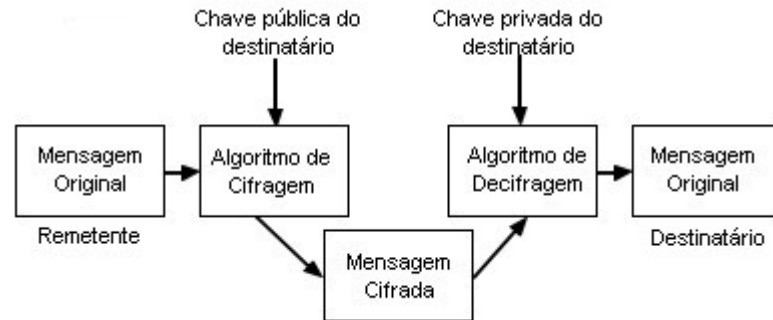 Chave pública do
destinatário
Chave privada do
destinatário
Mensagem
Original
Algoritmo de
Cifragem
Algoritmo de
Decifragem
Mensagem
Original
Remetente
Destinatário
Mensagem
Cifrada